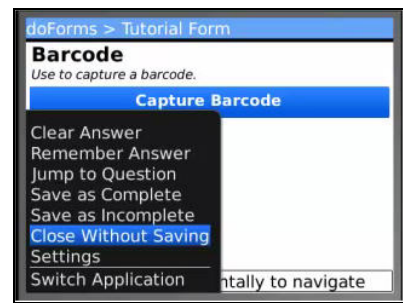 doForms > Tutorial Form
Barcode
Use to capture a barcode.
Capture Barcode
Clear Answer
Remember Answer
Jump to Question
Save as Complete
Save as Incomplete
Close Without Saving
Settings
Switch Application
ntally to navigate